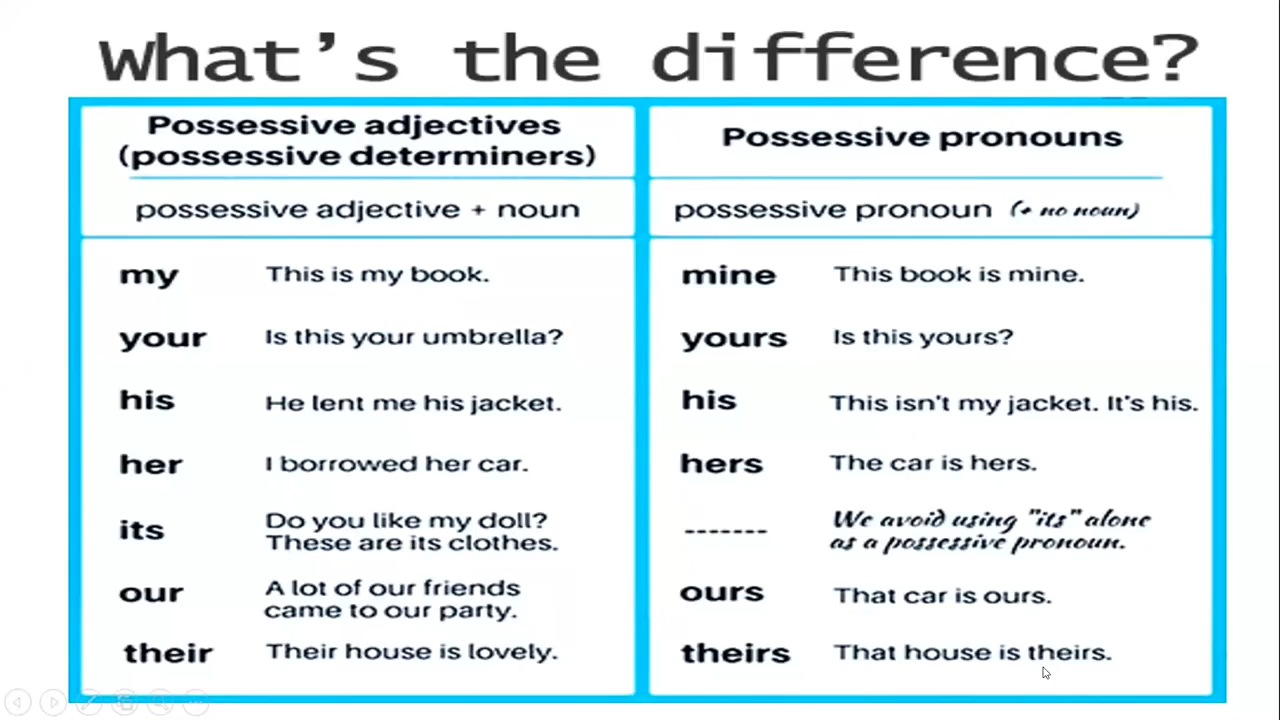 What's the difference?
Possessive adjectives
(possessive determiners)
possessive adjective + noun
my This is my book.
your Is this your umbrella?
his He lent me his jacket.
her I borrowed her car.
its Do you like my doll?
These are its clothes.
our A lot of our friends
came to our party.
their Their house is lovely.
Possessive pronouns
possessive pronoun (+ no noun)
mine This book is mine.
yours Is this yours?
his This isn't my jacket. It's his.
hers The car is hers.
------- We avoid using "its" alone
as a possessive pronoun.
ours That car is ours.
theirs That house is theirs.